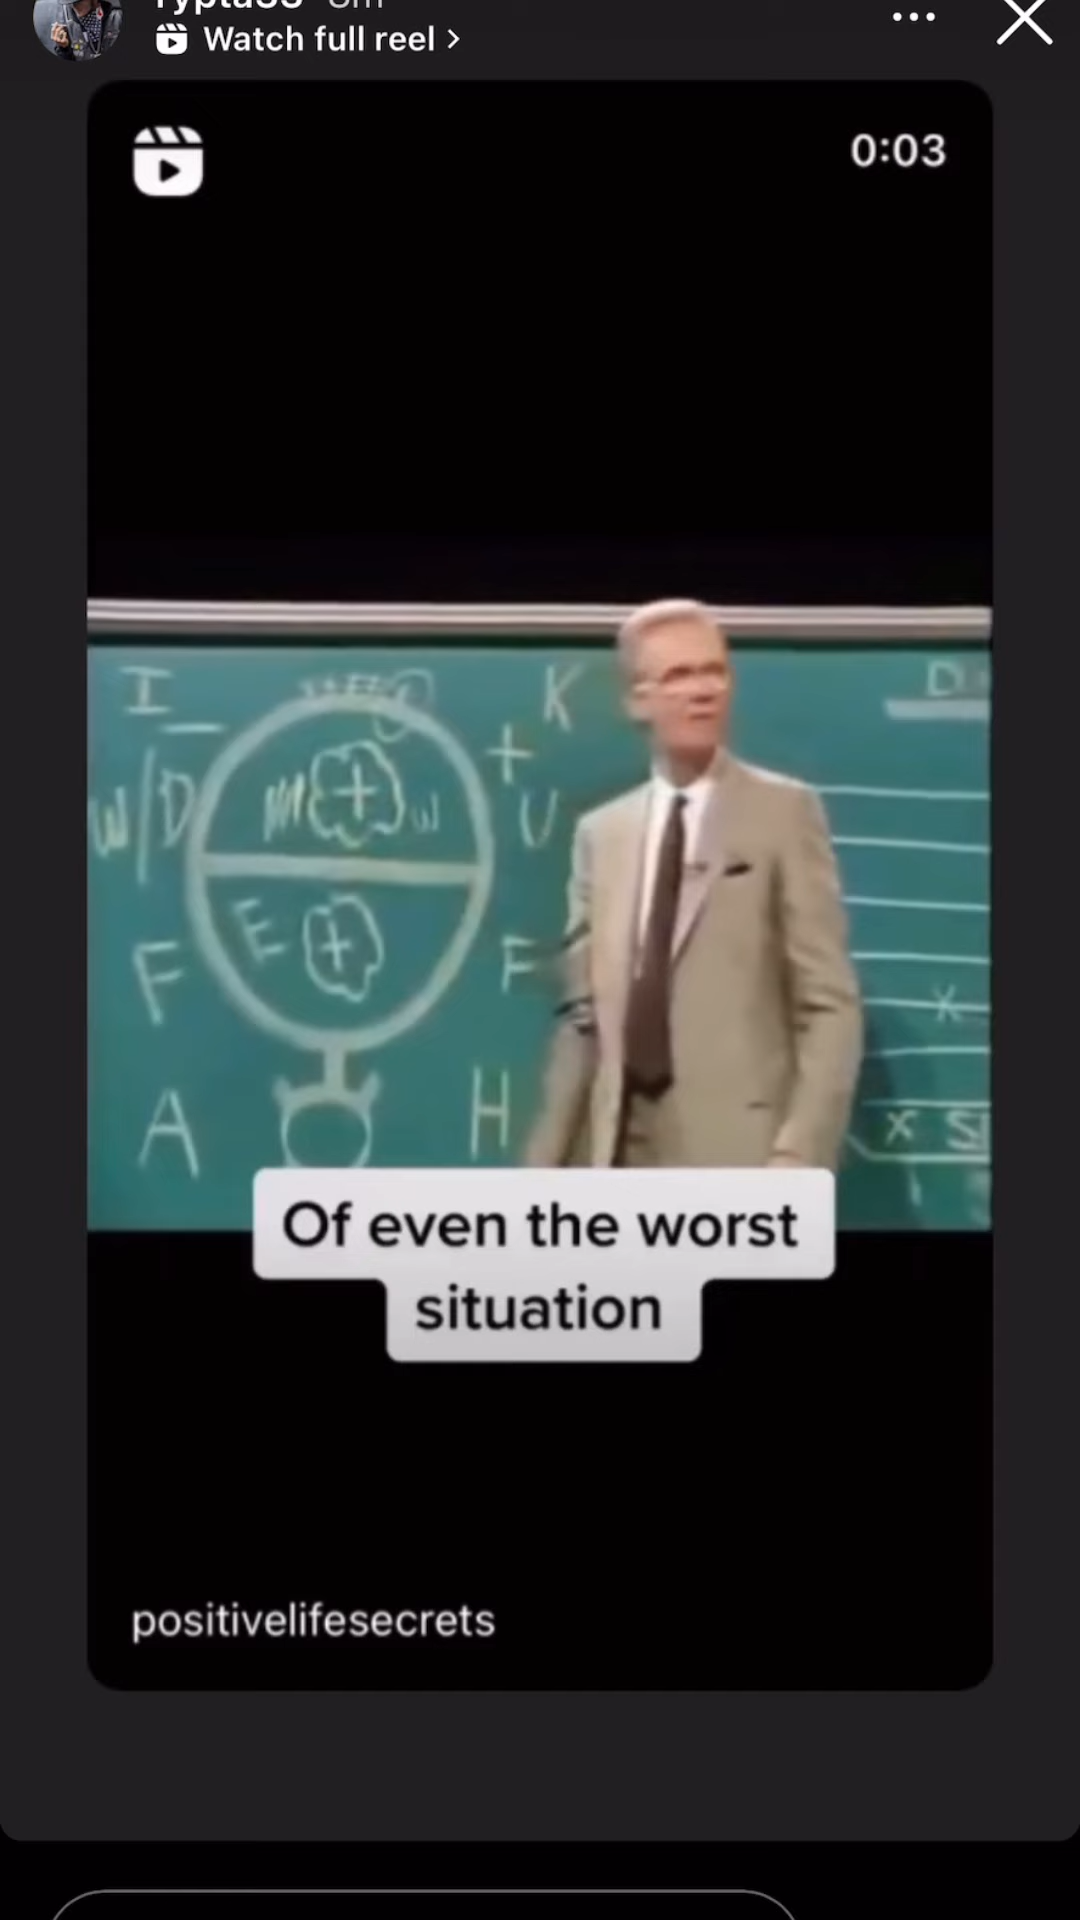 Watch full reel >
0:03
I
K
D
W/D
+
+
w
U
E
+
F
F
X
A
H
X
Of even the worst
situation
positivelifesecrets